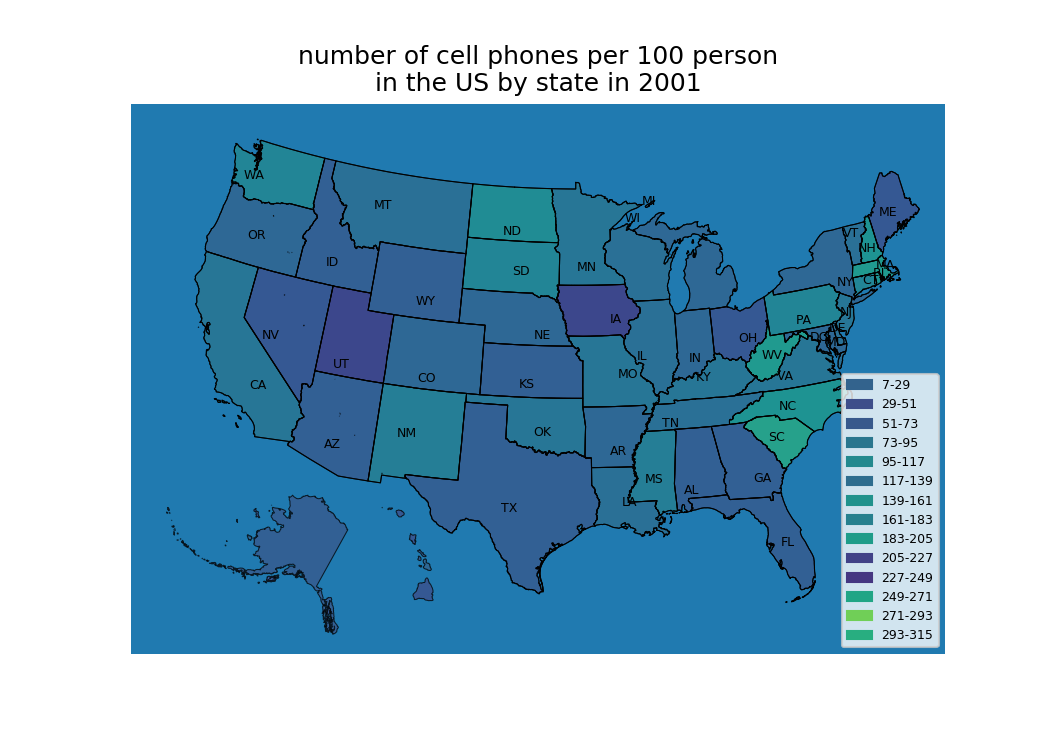 number of cell phones per 100 person
in the US by state in 2001
WA
MT
ND
MI
WI
ME
VT
NH
MA
OR
ID
SD
MN
NY
CT
WY
IA
NJ
PA
NV
NE
OH
DC
DE
MD
UT
CO
KS
IL
IN
WV
KY
VA
CA
MO
NM
OK
TN
NC
AZ
AR
SC
MS
AL
GA
TX
LA
FL
7-29
29-51
51-73
73-95
95-117
117-139
139-161
161-183
183-205
205-227
227-249
249-271
271-293
293-315